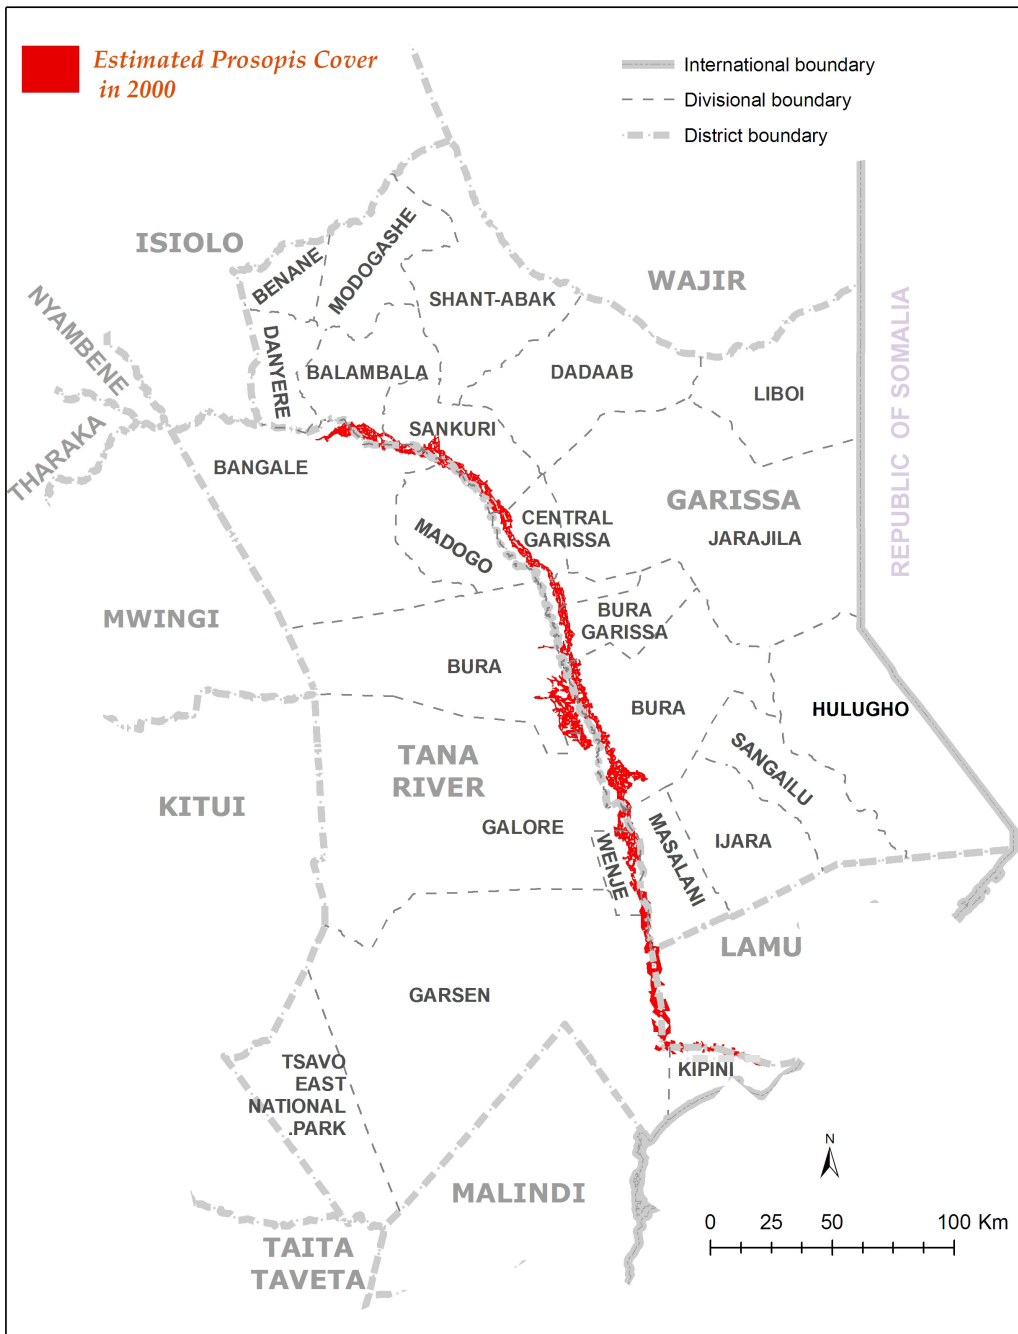 Estimated Prosopis Cover
in 2000
International boundary
Divisional boundary
District boundary
ISIOLO
BENANE
MODOGASHE
WAJIR
SHANT-ABAK
NYAMBENE
DANYERE
BALAMBALA
DADAAB
LIBOI
REPUBLIC OF SOMALIA
THARAKA
SANKURI
BANGALE
GARISSA
CENTRAL
GARISSA
JARAJILA
MADOGO
MWINGI
BURA
GARISSA
BURA
BURA
HULUGHO
SANGAILU
TANA
RIVER
KITUI
GALORE
WENJE
MASALANI
IJARA
LAMU
GARSEN
TSAVO
EAST
NATIONAL
.PARK
KIPINI
N
MALINDI
0 25 50 100 Km
TAITA
TAVETA